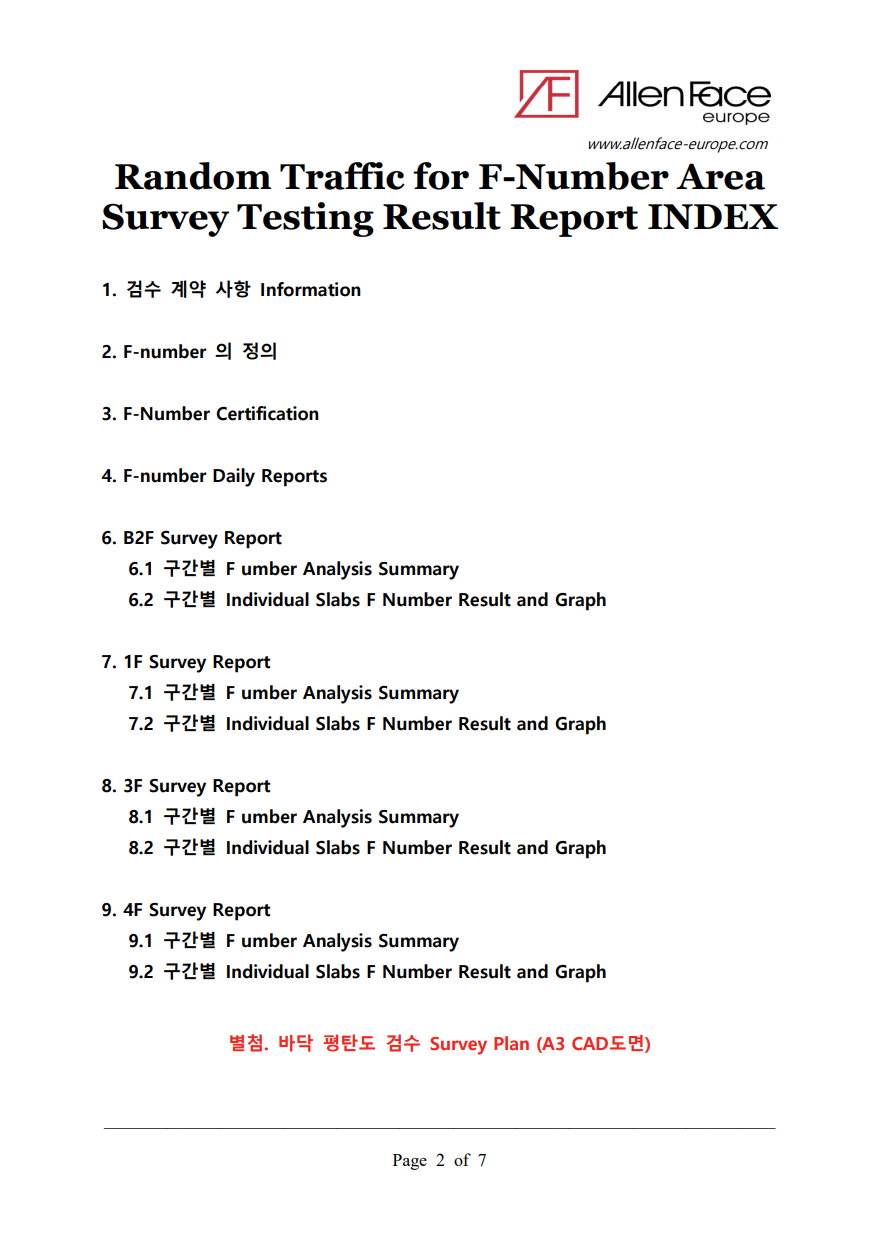 AllenFace
europe
www.allenface-europe.com
Random Traffic for F-Number Area
Survey Testing Result Report INDEX
1. 검수 계약 사항 Information
2. F-number 의 정의
3. F-Number Certification
4. F-number Daily Reports
6. B2F Survey Report
6.1 구간별 F umber Analysis Summary
6.2 구간별 Individual Slabs F Number Result and Graph
7. 1F Survey Report
7.1 구간별 F umber Analysis Summary
7.2 구간별 Individual Slabs F Number Result and Graph
8. 3F Survey Report
8.1 구간별 F umber Analysis Summary
8.2 구간별 Individual Slabs F Number Result and Graph
9. 4F Survey Report
9.1 구간별 F umber Analysis Summary
9.2 구간별 Individual Slabs F Number Result and Graph
별첨. 바닥 평탄도 검수 Survey Plan (A3 CAD도면)
Page 2 of 7